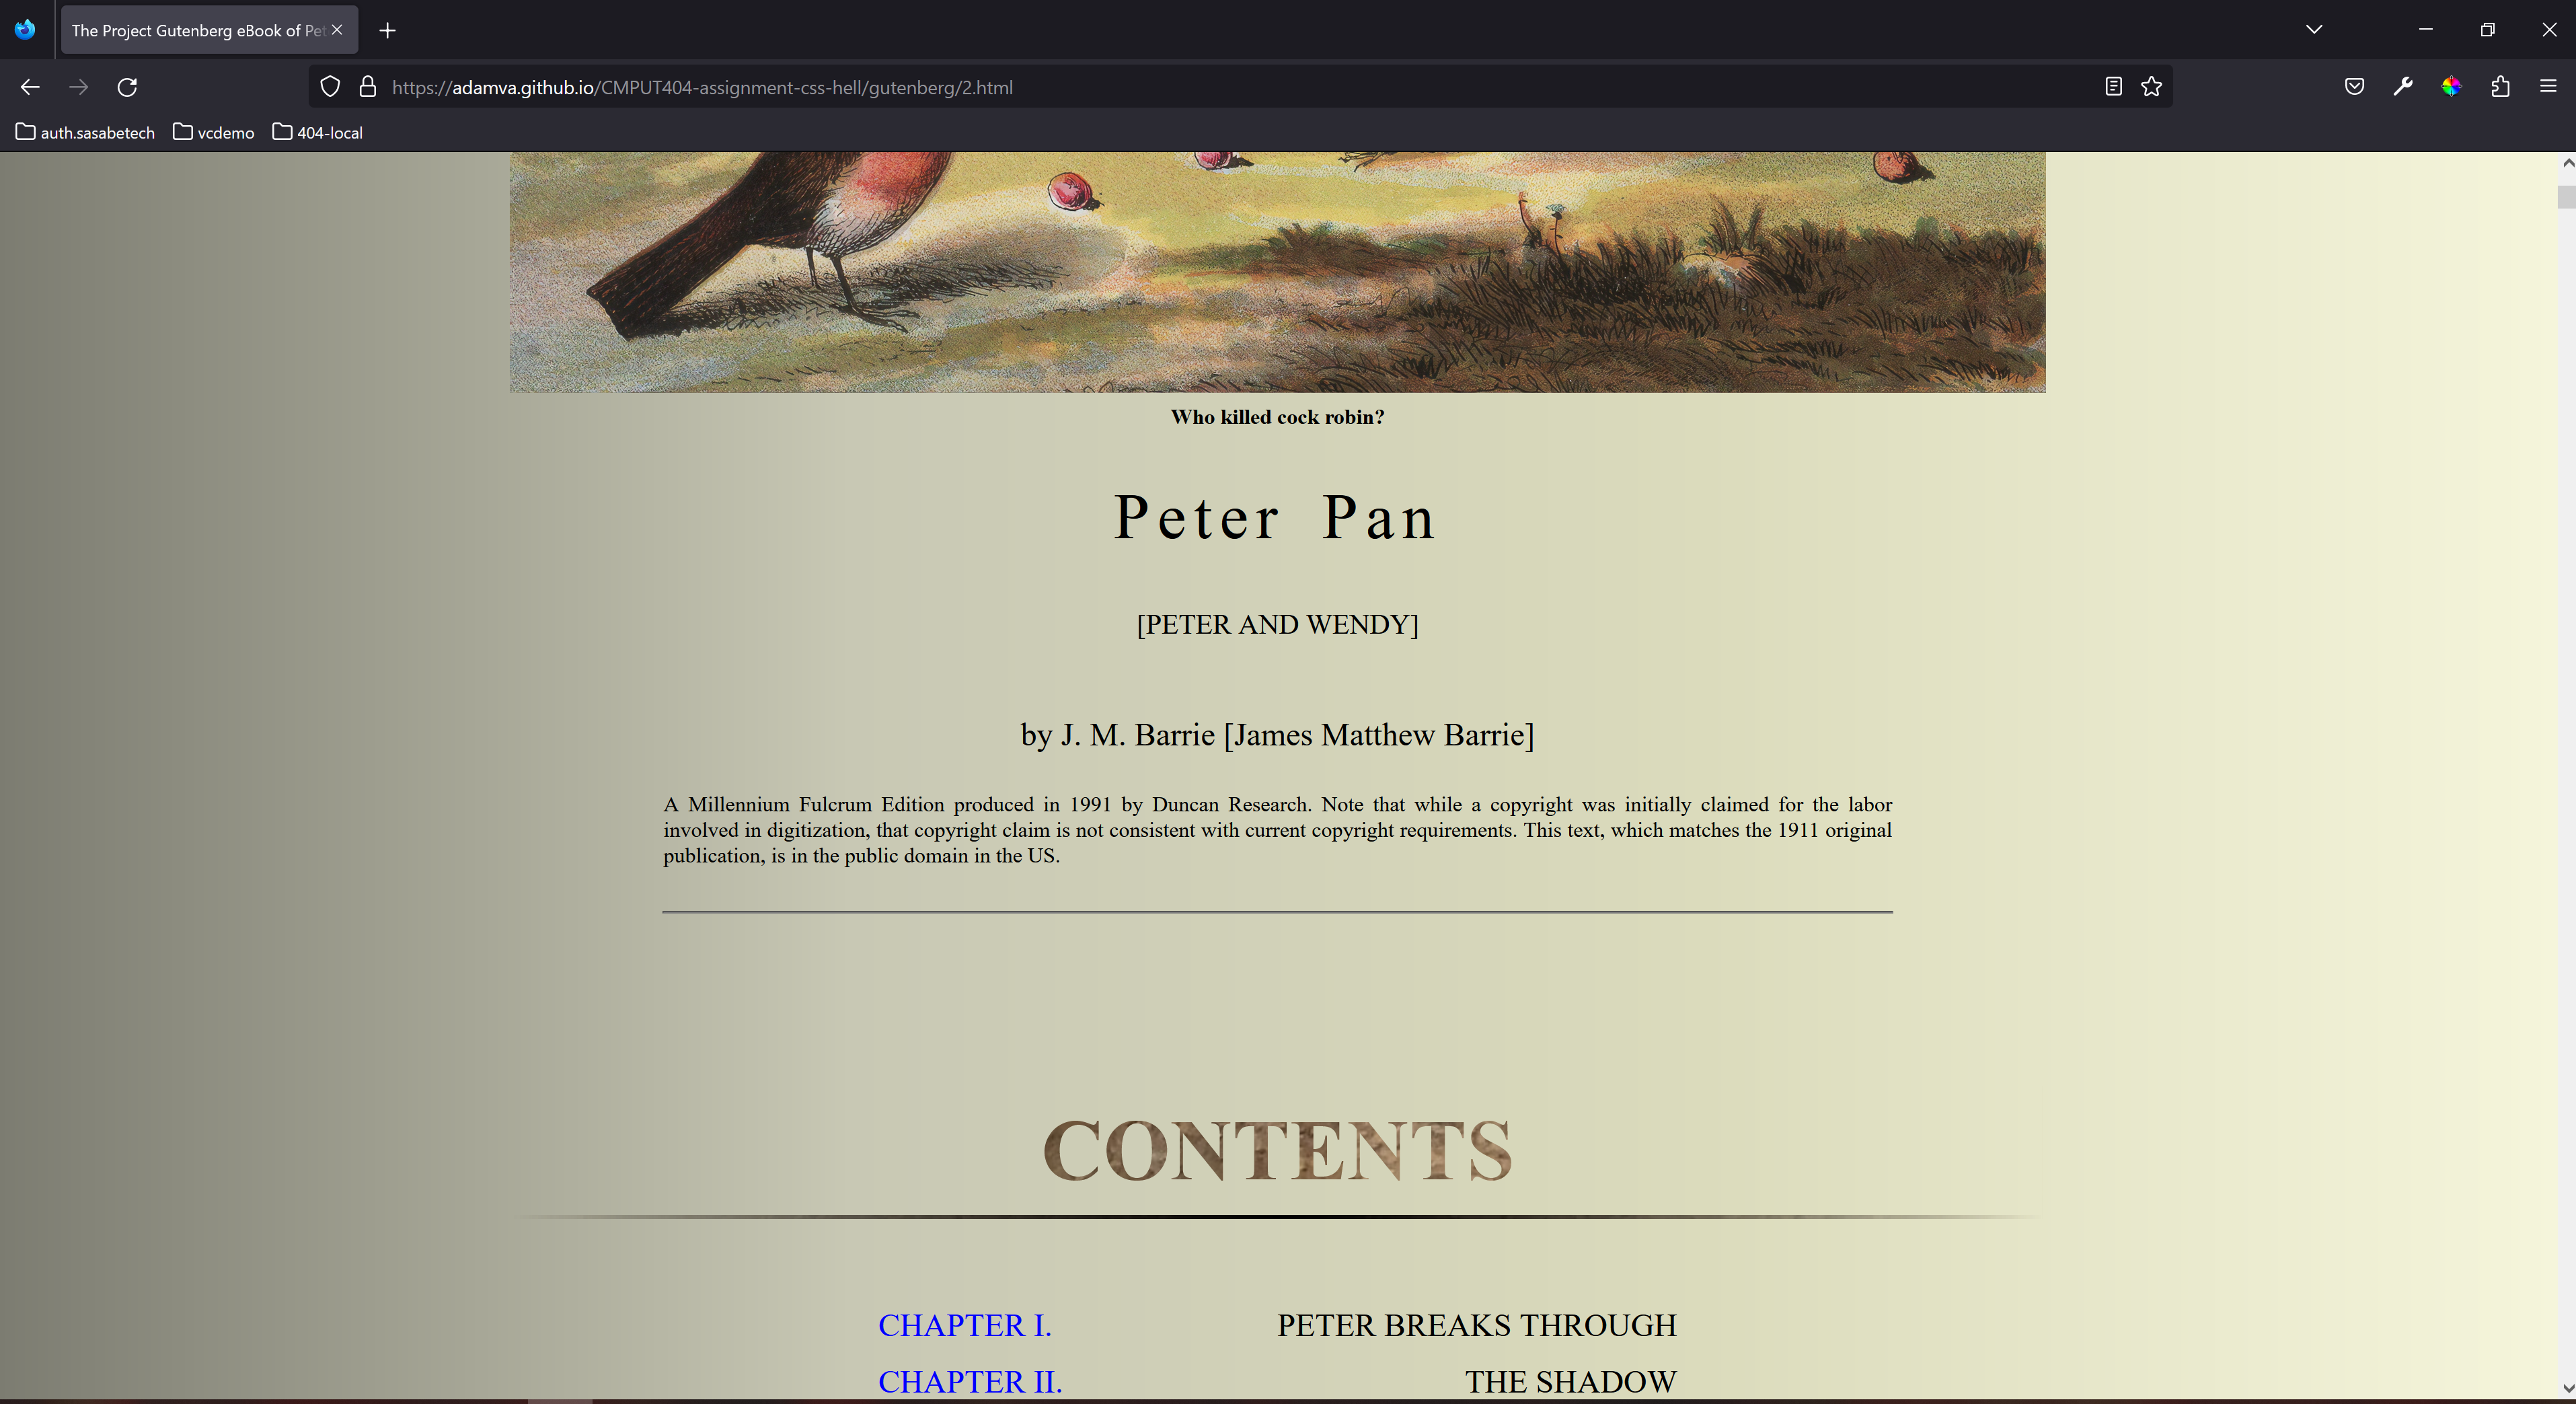 The Project Gutenberg eBook of Pet
https://adamva.github.io/CMPUT404-assignment-css-hell/gutenberg/2.html
auth.sasabetech vcdemo 404-local
Who killed cock robin?
Peter Pan
[PETER AND WENDY]
by J. M. Barrie [James Matthew Barrie]
A Millennium Fulcrum Edition produced in 1991 by Duncan Research. Note that while a copyright was initially claimed for the labor
involved in digitization, that copyright claim is not consistent with current copyright requirements. This text, which matches the 1911 original
publication, is in the public domain in the US.
CONTENTS
CHAPTER I. PETER BREAKS THROUGH
CHAPTER II. THE SHADOW